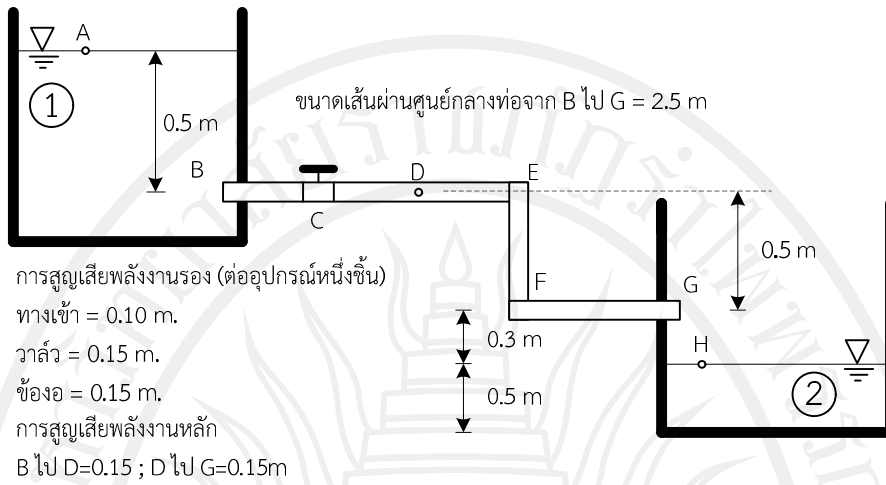 A
1
0.5 m
ขนาดเส้นผ่านศูนย์กลางท่อจาก B ไป G = 2.5 m
B
C
D
E
0.5 m
การสูญเสียพลังงานรอง (ต่ออุปกรณ์หนึ่งชิ้น)
ทางเข้า = 0.10 m.
วาล์ว = 0.15 m.
ข้องอ = 0.15 m.
การสูญเสียพลังงานหลัก
B ไป D=0.15 ; D ไป G=0.15m
F
G
0.3 m
0.5 m
H
2